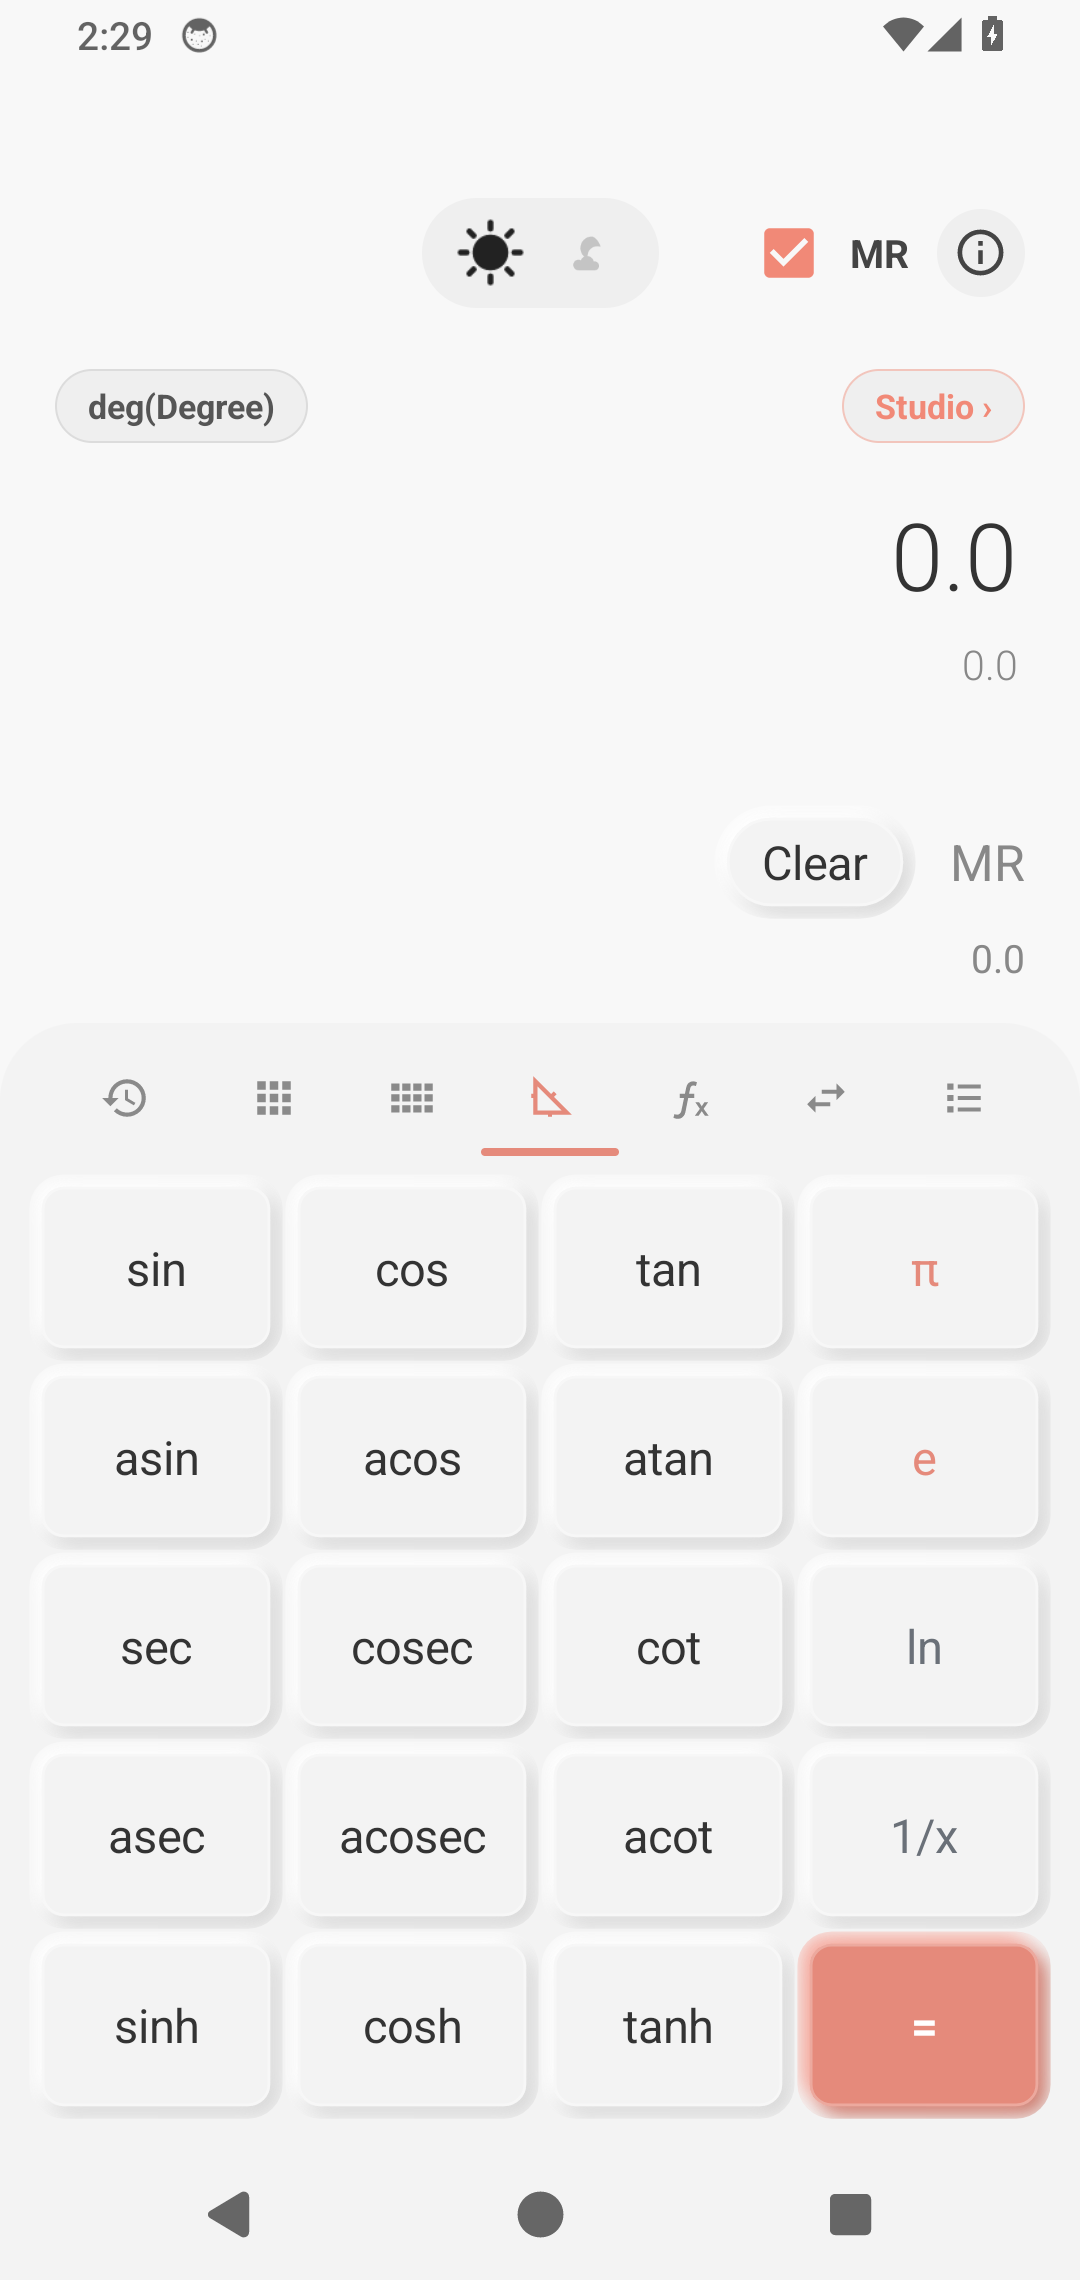 2:29
MR
deg(Degree)
Studio ›
0.0
0.0
Clear
MR
0.0
fx
sin cos tan π
asin acos atan e
sec cosec cot ln
asec acosec acot 1/x
sinh cosh tanh =